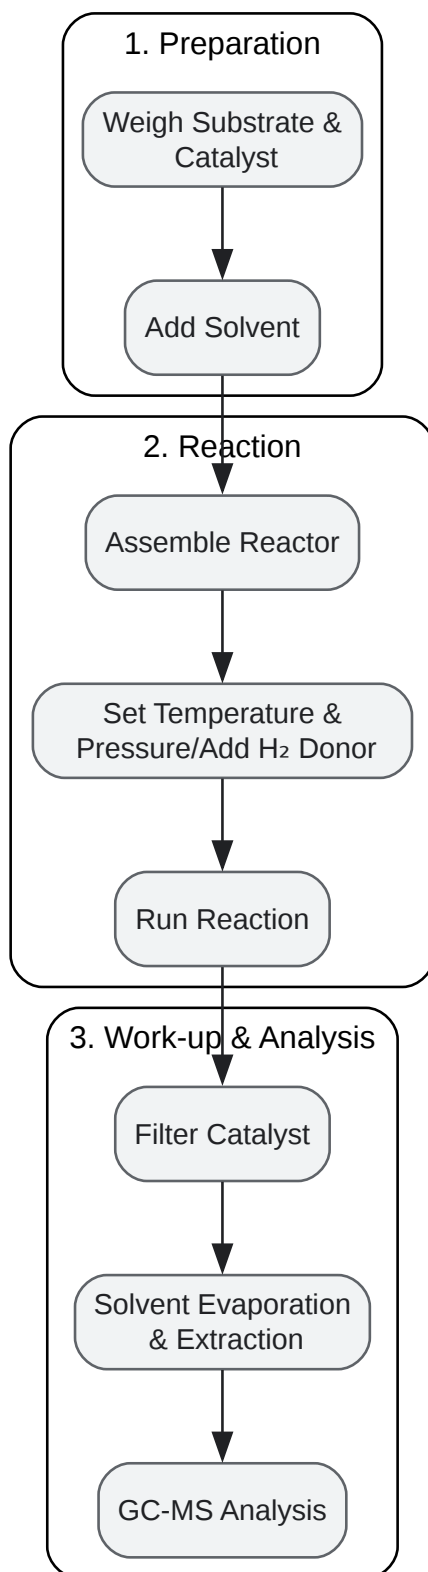 1. Preparation
Weigh Substrate &
Catalyst
Add Solvent
2. Reaction
Assemble Reactor
Set Temperature &
Pressure/Add H₂ Donor
Run Reaction
3. Work-up & Analysis
Filter Catalyst
Solvent Evaporation
& Extraction
GC-MS Analysis